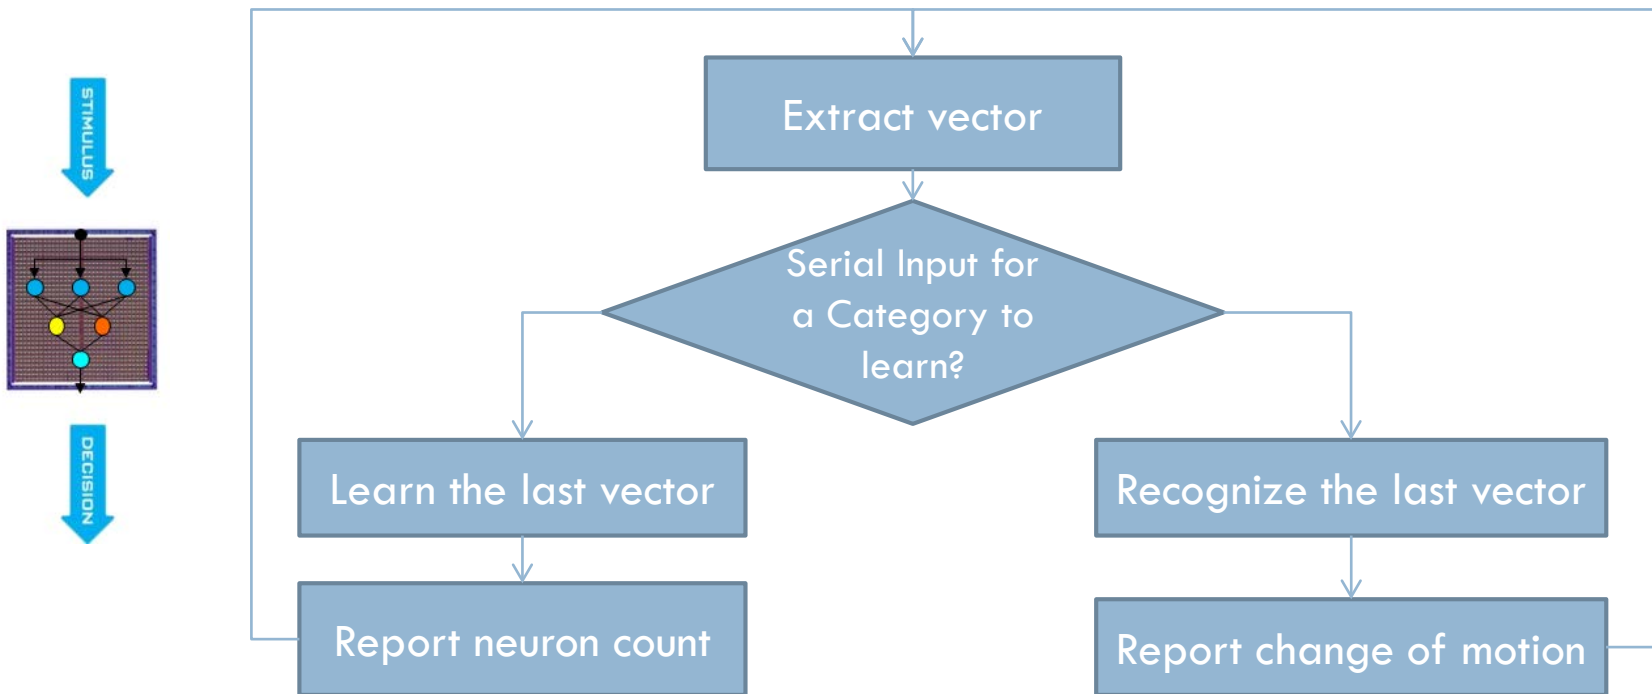 STIMULUS
DECISION
Extract vector
Serial Input for
a Category to
learn?
Learn the last vector
Recognize the last vector
Report neuron count
Report change of motion